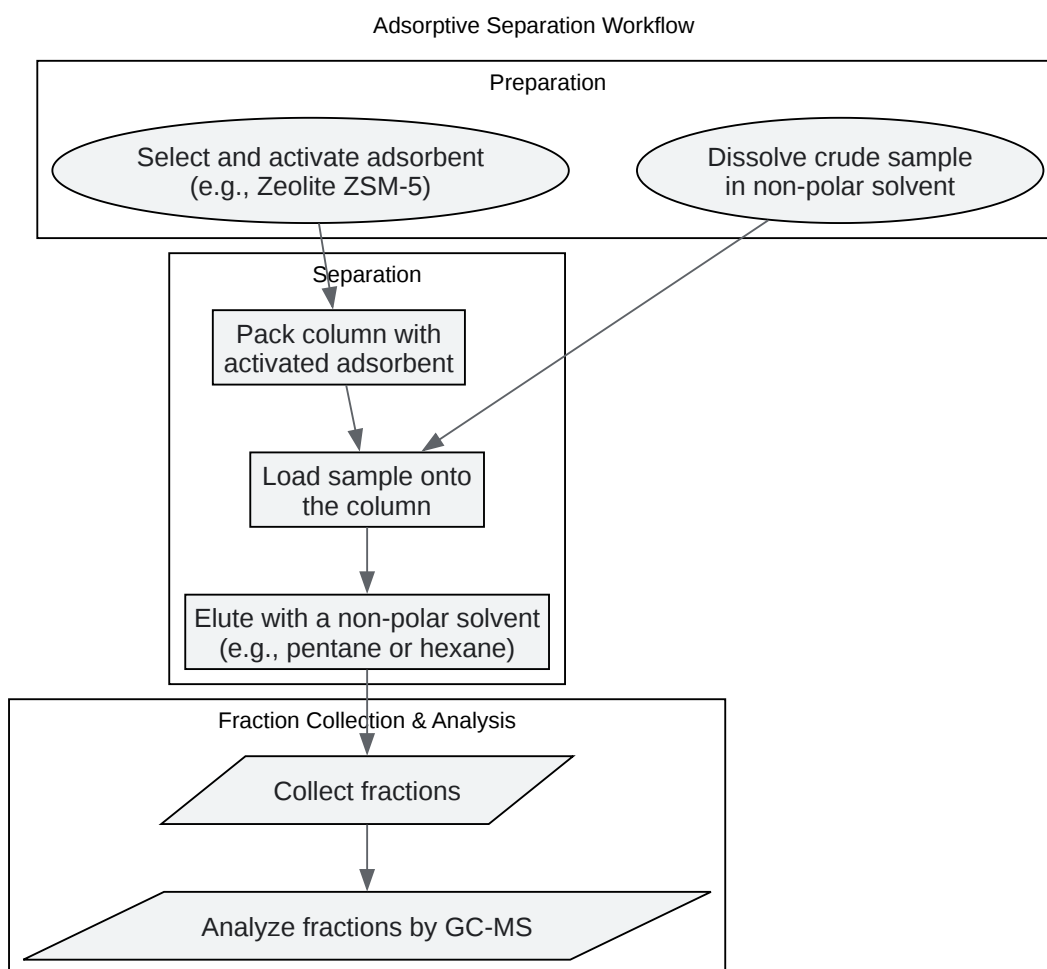 Adsorptive Separation Workflow
Preparation
Select and activate adsorbent
(e.g., Zeolite ZSM-5)
Dissolve crude sample
in non-polar solvent
Separation
Pack column with
activated adsorbent
Load sample onto
the column
Elute with a non-polar solvent
(e.g., pentane or hexane)
Fraction Collection & Analysis
Collect fractions
Analyze fractions by GC-MS